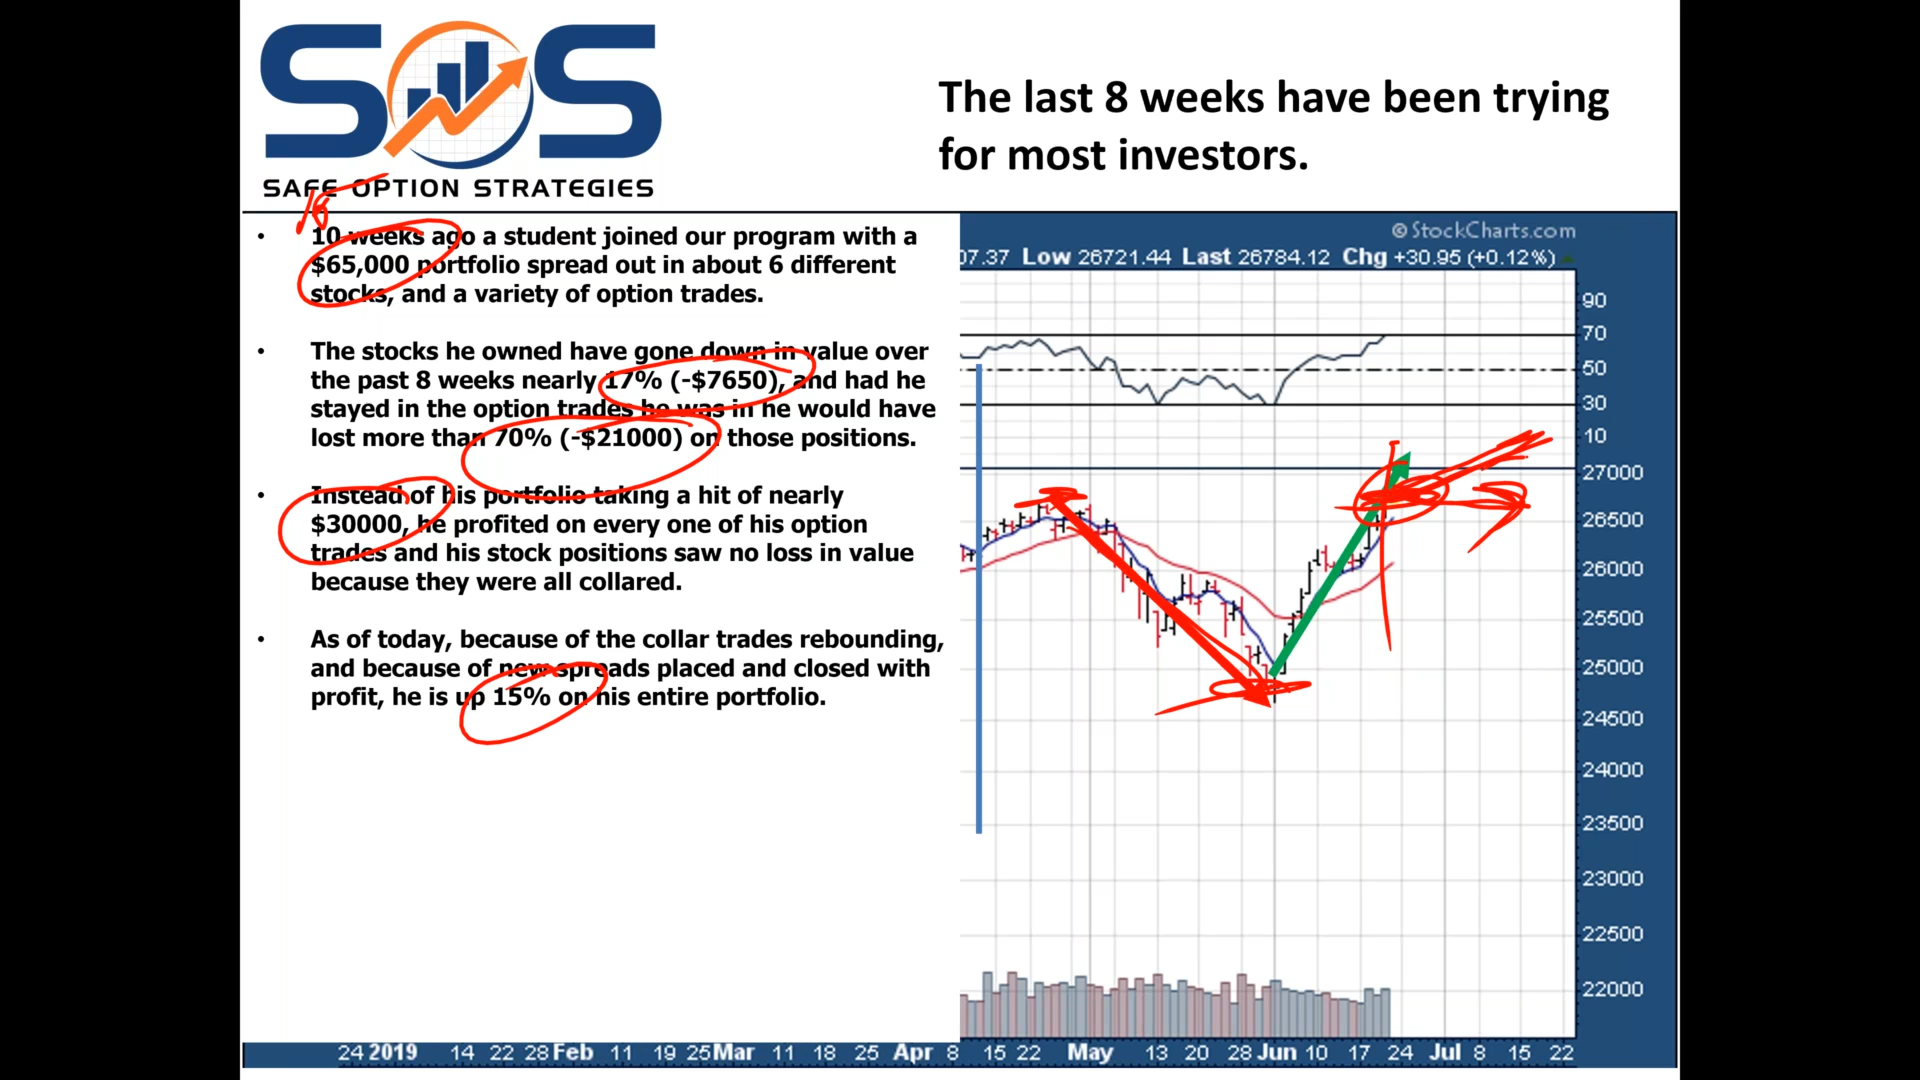 SOS
SAFE OPTION STRATEGIES
The last 8 weeks have been trying
for most investors.
• 10 weeks ago a student joined our program with a
$65,000 portfolio spread out in about 6 different
stocks, and a variety of option trades.
• The stocks he owned have gone down in value over
the past 8 weeks nearly 17% (-$7650), and had he
stayed in the option trades he was in he would have
lost more than 70% (-$21000) on those positions.
• Instead of his portfolio taking a hit of nearly
$30000, he profited on every one of his option
trades and his stock positions saw no loss in value
because they were all collared.
• As of today, because of the collar trades rebounding,
and because of new spreads placed and closed with
profit, he is up 15% on his entire portfolio.
© StockCharts.com
07.37 Low 26721.44 Last 26784.12 Chg +30.95 (+0.12%)
90
70
50
30
10
27000
26500
26000
25500
25000
24500
24000
23500
23000
22500
22000
24 2019 14 22 28 Feb 11 19 25 Mar 11 18 25 Apr 8 15 22 May 13 20 28 Jun 10 17 24 Jul 8 15 22